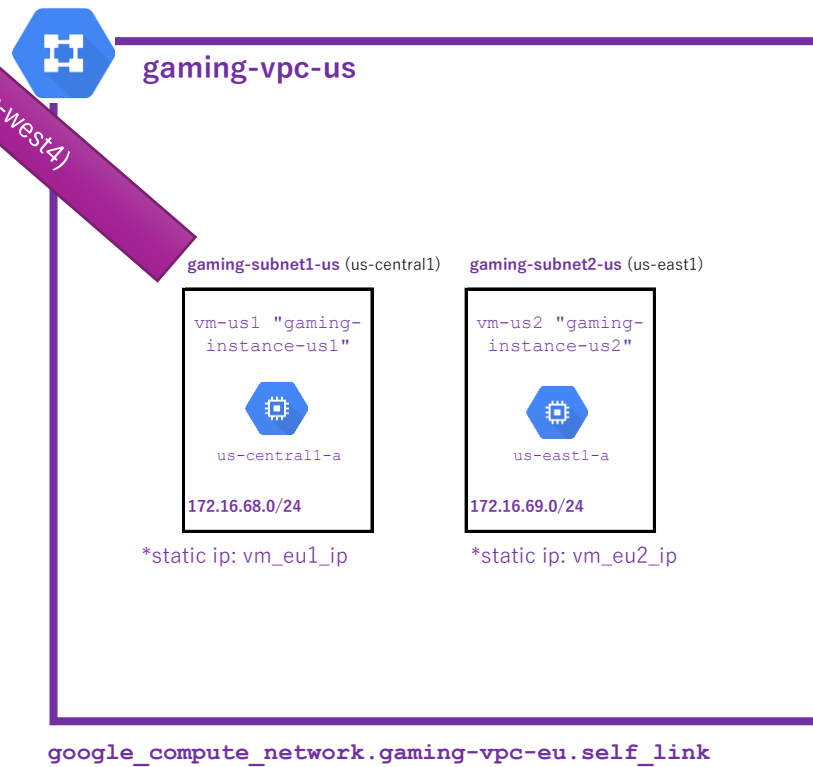 gaming-vpc-us
-west4)
gaming-subnet1-us (us-central1)
gaming-subnet2-us (us-east1)
vm-us1 "gaming-
instance-us1"
us-central1-a
172.16.68.0/24
*static ip: vm_eu1_ip
vm-us2 "gaming-
instance-us2"
us-east1-a
172.16.69.0/24
*static ip: vm_eu2_ip
google_compute_network.gaming-vpc-eu.self_link